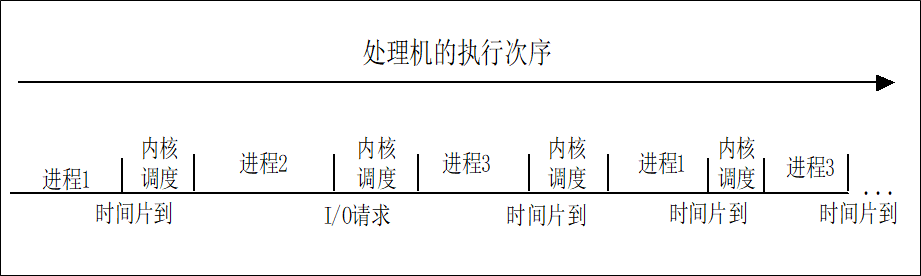 处理机的执行次序
进程1
内核
调度
进程2
内核
调度
进程3
内核
调度
进程1
内核
调度
进程3
...
时间片到
I/O请求
时间片到
时间片到
时间片到